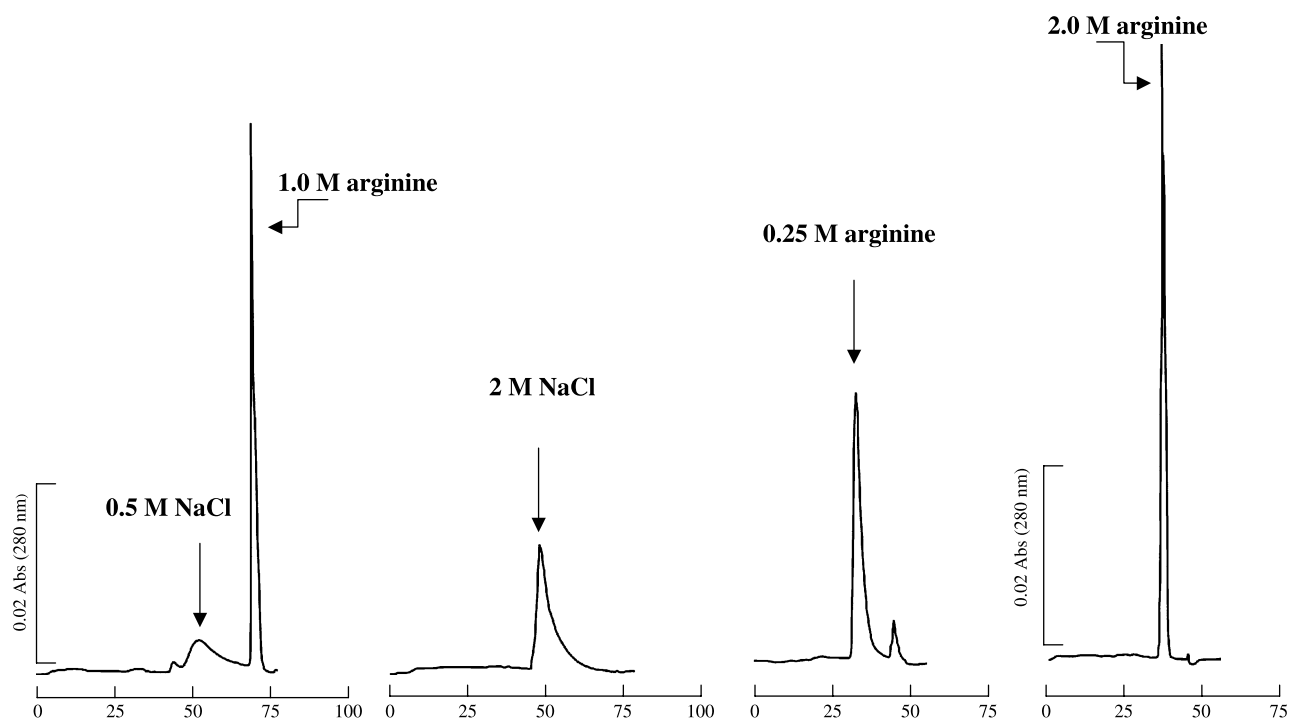 2.0 M arginine
1.0 M arginine
0.25 M arginine
2 M NaCl
0.5 M NaCl
0.02 Abs (280 nm)
0.02 Abs (280 nm)
0 25 50 75 100
0 25 50 75 100
0 25 50 75
0 25 50 75